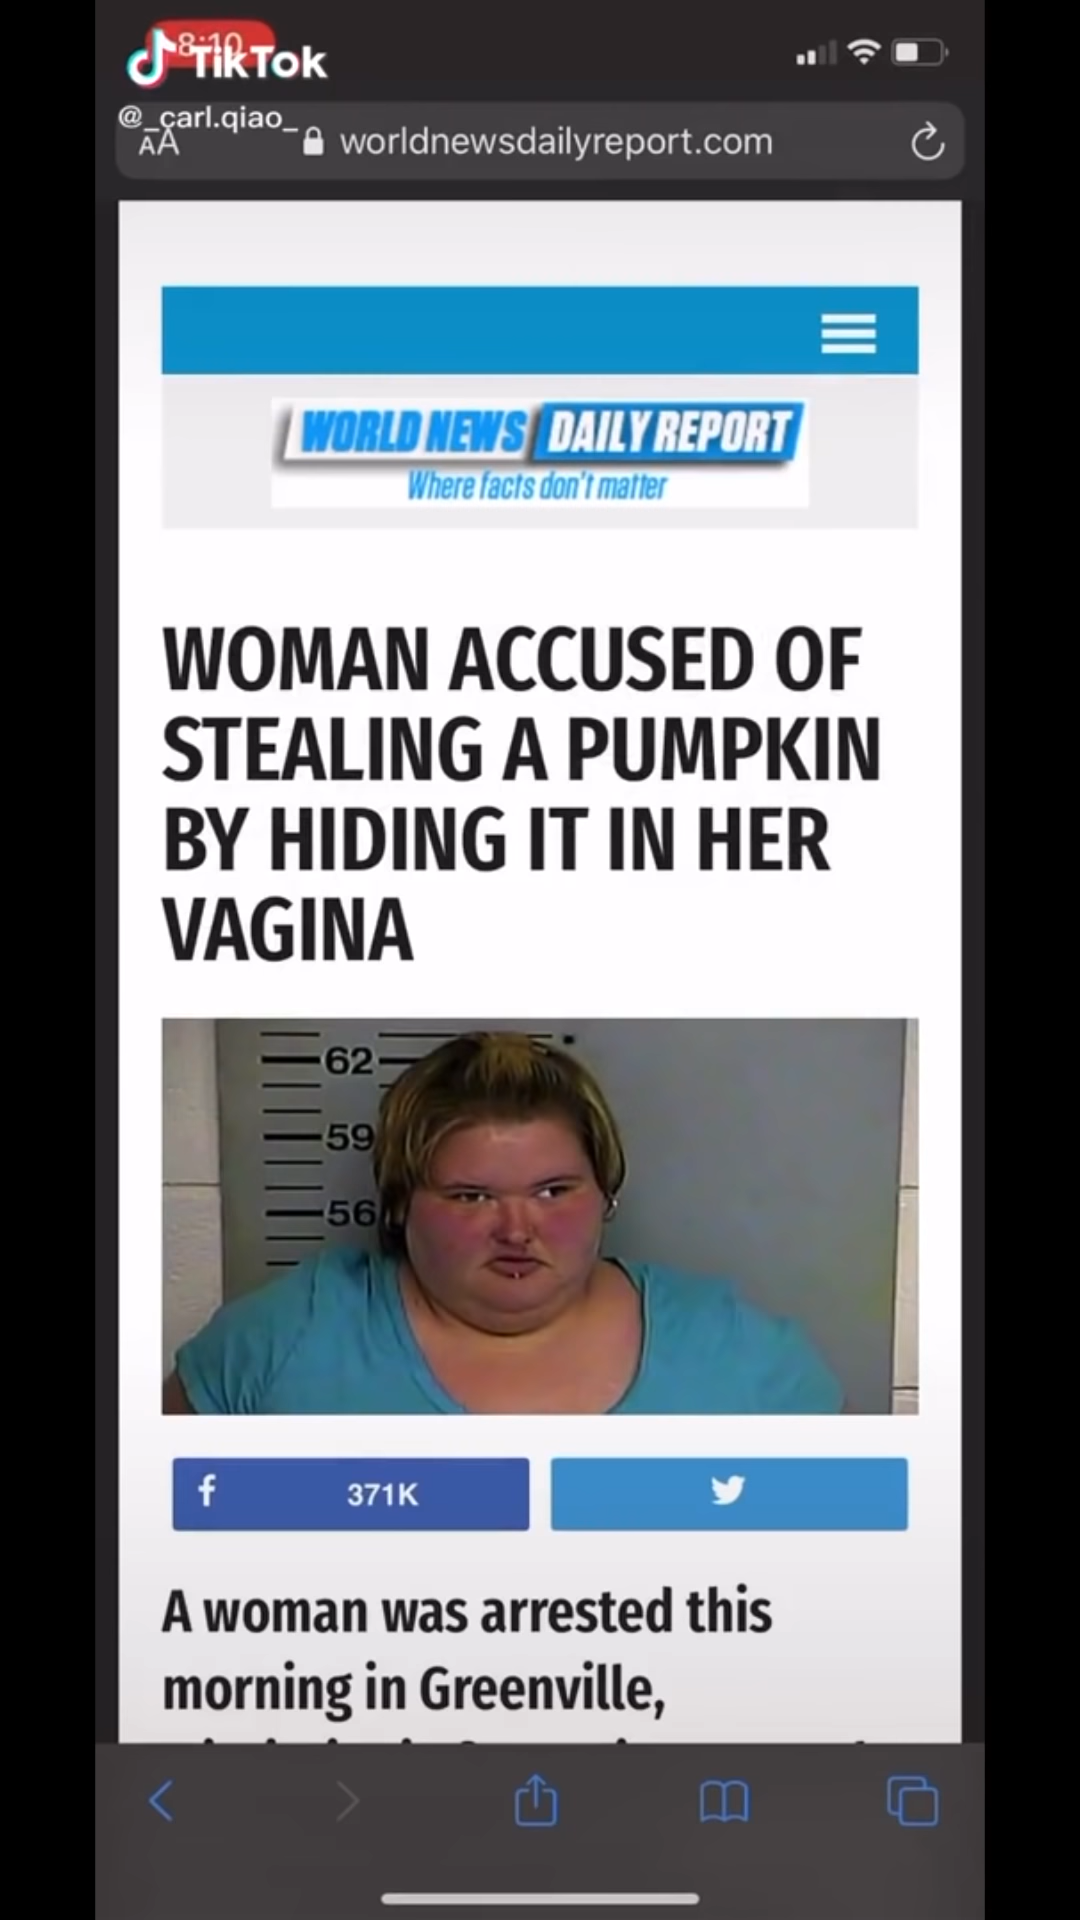 8:10
TikTok
@_carl.qiao_
AA
worldnewsdailyreport.com
WORLD NEWS DAILY REPORT
Where facts don't matter
WOMAN ACCUSED OF
STEALING A PUMPKIN
BY HIDING IT IN HER
VAGINA
62
59
56
f 371K
A woman was arrested this
morning in Greenville,